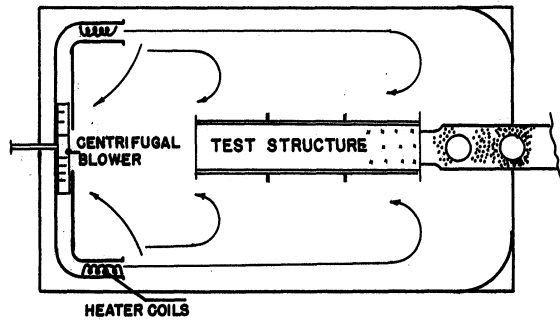 CENTRIFUGAL
BLOWER
TEST STRUCTURE
HEATER COILS